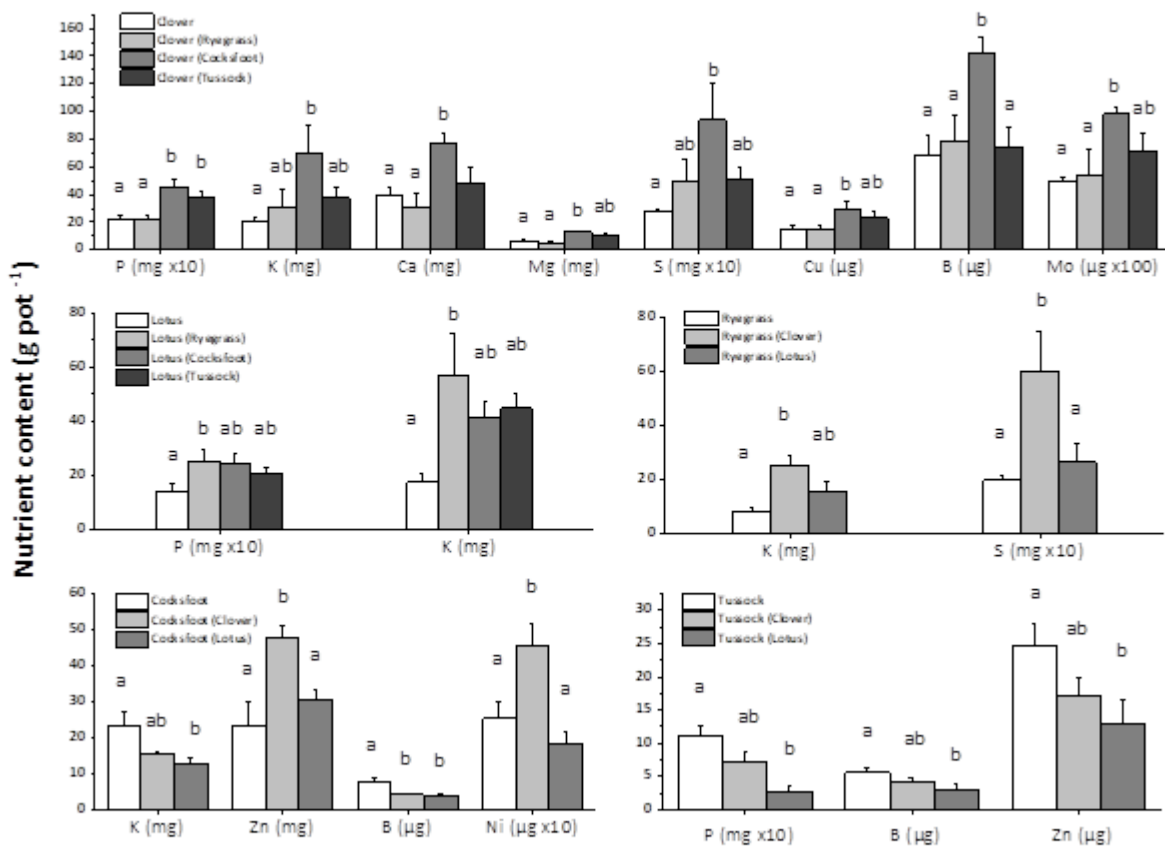 Nutrient content (g pot -1)
160
140
120
100
80
60
40
20
0
Clover
Clover (Ryegrass)
Clover (Cocksfoot)
Clover (Tussock)
a a b b
a ab b ab
a a b a
a a b ab
a ab b ab
a a b ab
a a b a
a a b ab
P (mg x10) K (mg) Ca (mg) Mg (mg) S (mg x10) Cu (µg) B (µg) Mo (µg x100)
80
60
40
20
0
Lotus
Lotus (Ryegrass)
Lotus (Cocksfoot)
Lotus (Tussock)
a b ab ab
a b ab ab
P (mg x10) K (mg)
80
60
40
20
0
Ryegrass
Ryegrass (Clover)
Ryegrass (Lotus)
a b ab
a b a
K (mg) S (mg x10)
60
50
40
30
20
10
0
Cocksfoot
Cocksfoot (Clover)
Cocksfoot (Lotus)
a ab b
a b a
a b b
a b a
K (mg) Zn (mg) B (µg) Ni (µg x10)
30
25
20
15
10
5
0
Tussock
Tussock (Clover)
Tussock (Lotus)
a ab b
a ab b
a ab b
P (mg x10) B (µg) Zn (µg)